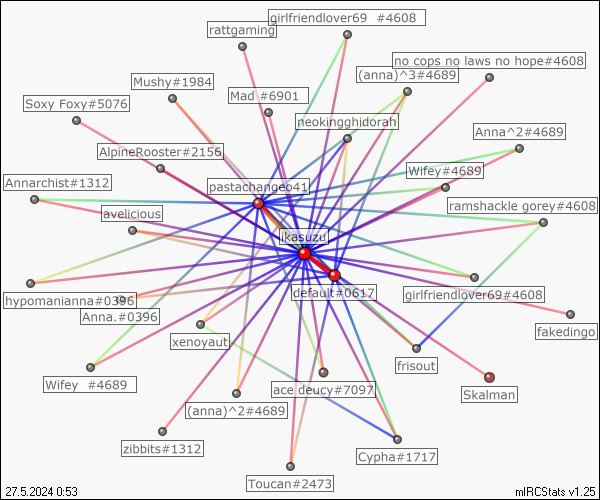 girlfriendlover69 #4608
rattgaming
no cops no laws no hope#4608
(anna)^3#4689
Mushy#1984
Mad #6901
Soxy Foxy#5076
neokingghidorah
Anna^2#4689
AlpineRooster#2156
Wifey#4689
Annarchist#1312
pastachangeo41
ramshackle gorey#4608
avelicious
ikasuzu
default#0617
girlfriendlover69#4608
hypomanianna#0396
Anna.#0396
fakedingo
xenoyaut
frisout
Wifey #4689
ace deucy#7097
Skalman
(anna)^2#4689
zibbits#1312
Cypha#1717
Toucan#2473
27.5.2024 0:53
mIRCStats v1.25